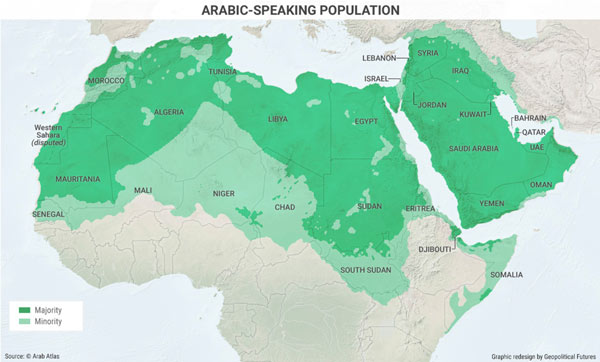 ARABIC-SPEAKING POPULATION
LEBANON
SYRIA
TUNISIA
MOROCCO
ISRAEL
IRAQ
JORDAN
ALGERIA
LIBYA
EGYPT
KUWAIT
BAHRAIN
QATAR
Western
Sahara
(disputed)
SAUDI ARABIA
UAE
MAURITANIA
OMAN
MALI
NIGER
CHAD
SUDAN
ERITREA
YEMEN
SENEGAL
DJIBOUTI
SOUTH SUDAN
SOMALIA
Majority
Minority
Source: © Arab Atlas
Graphic redesign by Geopolitical Futures